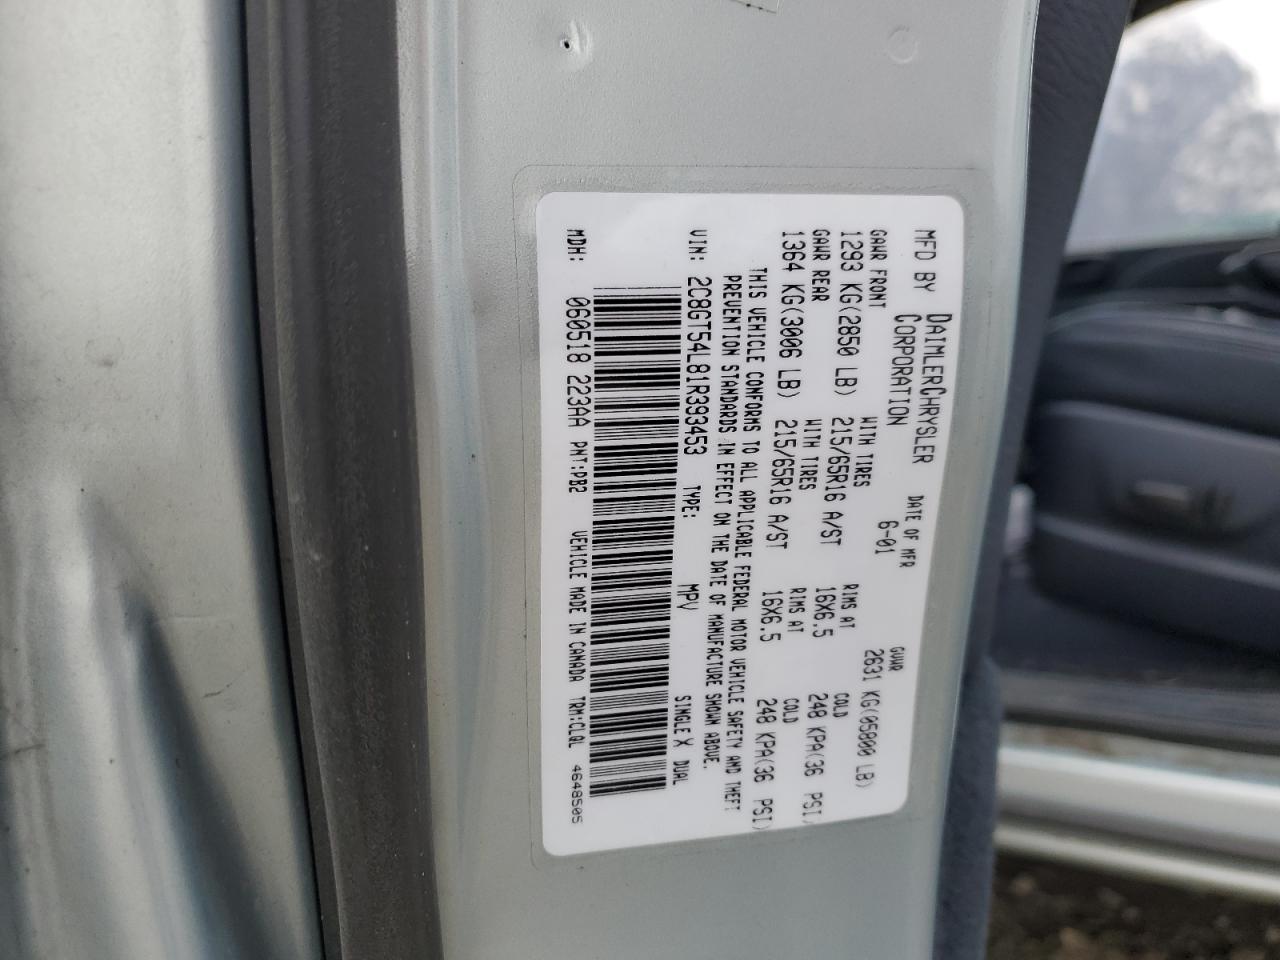 MFD BY DAIMLERCHRYSLER CORPORATION DATE OF MFR 6-01 GVWR 2631 KG(05800 LB)
GAWR FRONT WITH TIRES RIMS AT COLD
1293 KG(2850 LB) 215/65R16 A/ST 16X6.5 248 KPA(36 PSI)
GAWR REAR WITH TIRES RIMS AT COLD
1364 KG(3006 LB) 215/65R16 A/ST 16X6.5 248 KPA(36 PSI)
THIS VEHICLE CONFORMS TO ALL APPLICABLE FEDERAL MOTOR VEHICLE SAFETY AND THEFT
PREVENTION STANDARDS IN EFFECT ON THE DATE OF MANUFACTURE SHOWN ABOVE.
VIN: 2C8GT54L81R393453 TYPE: MPV SINGLE X DUAL
MDH: 060518 223AA PNT:PB2 VEHICLE MADE IN CANADA TRM:CLQL 4648505